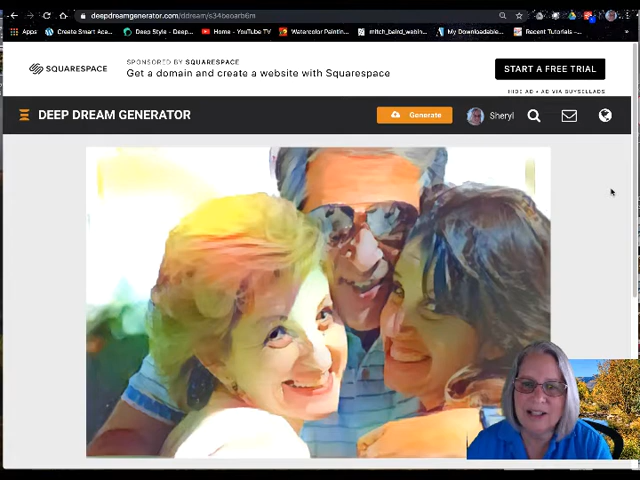 deepdreamgenerator.com/ddream/s34beoarb6m
Apps
Create Smart Aca...
Deep Style - Deep...
Home - YouTube TV
'Watercolor Paintin...
mitch_baird_webin...
My Downloadable...
Recent Tutorials –...
»
SPONSORED BY SQUARESPACE
SQUARESPACE
Get a domain and create a website with Squarespace
START A FREE TRIAL
HIDE AD • AD VIA BUYSELLADS
DEEP DREAM GENERATOR
Generate
Sheryl